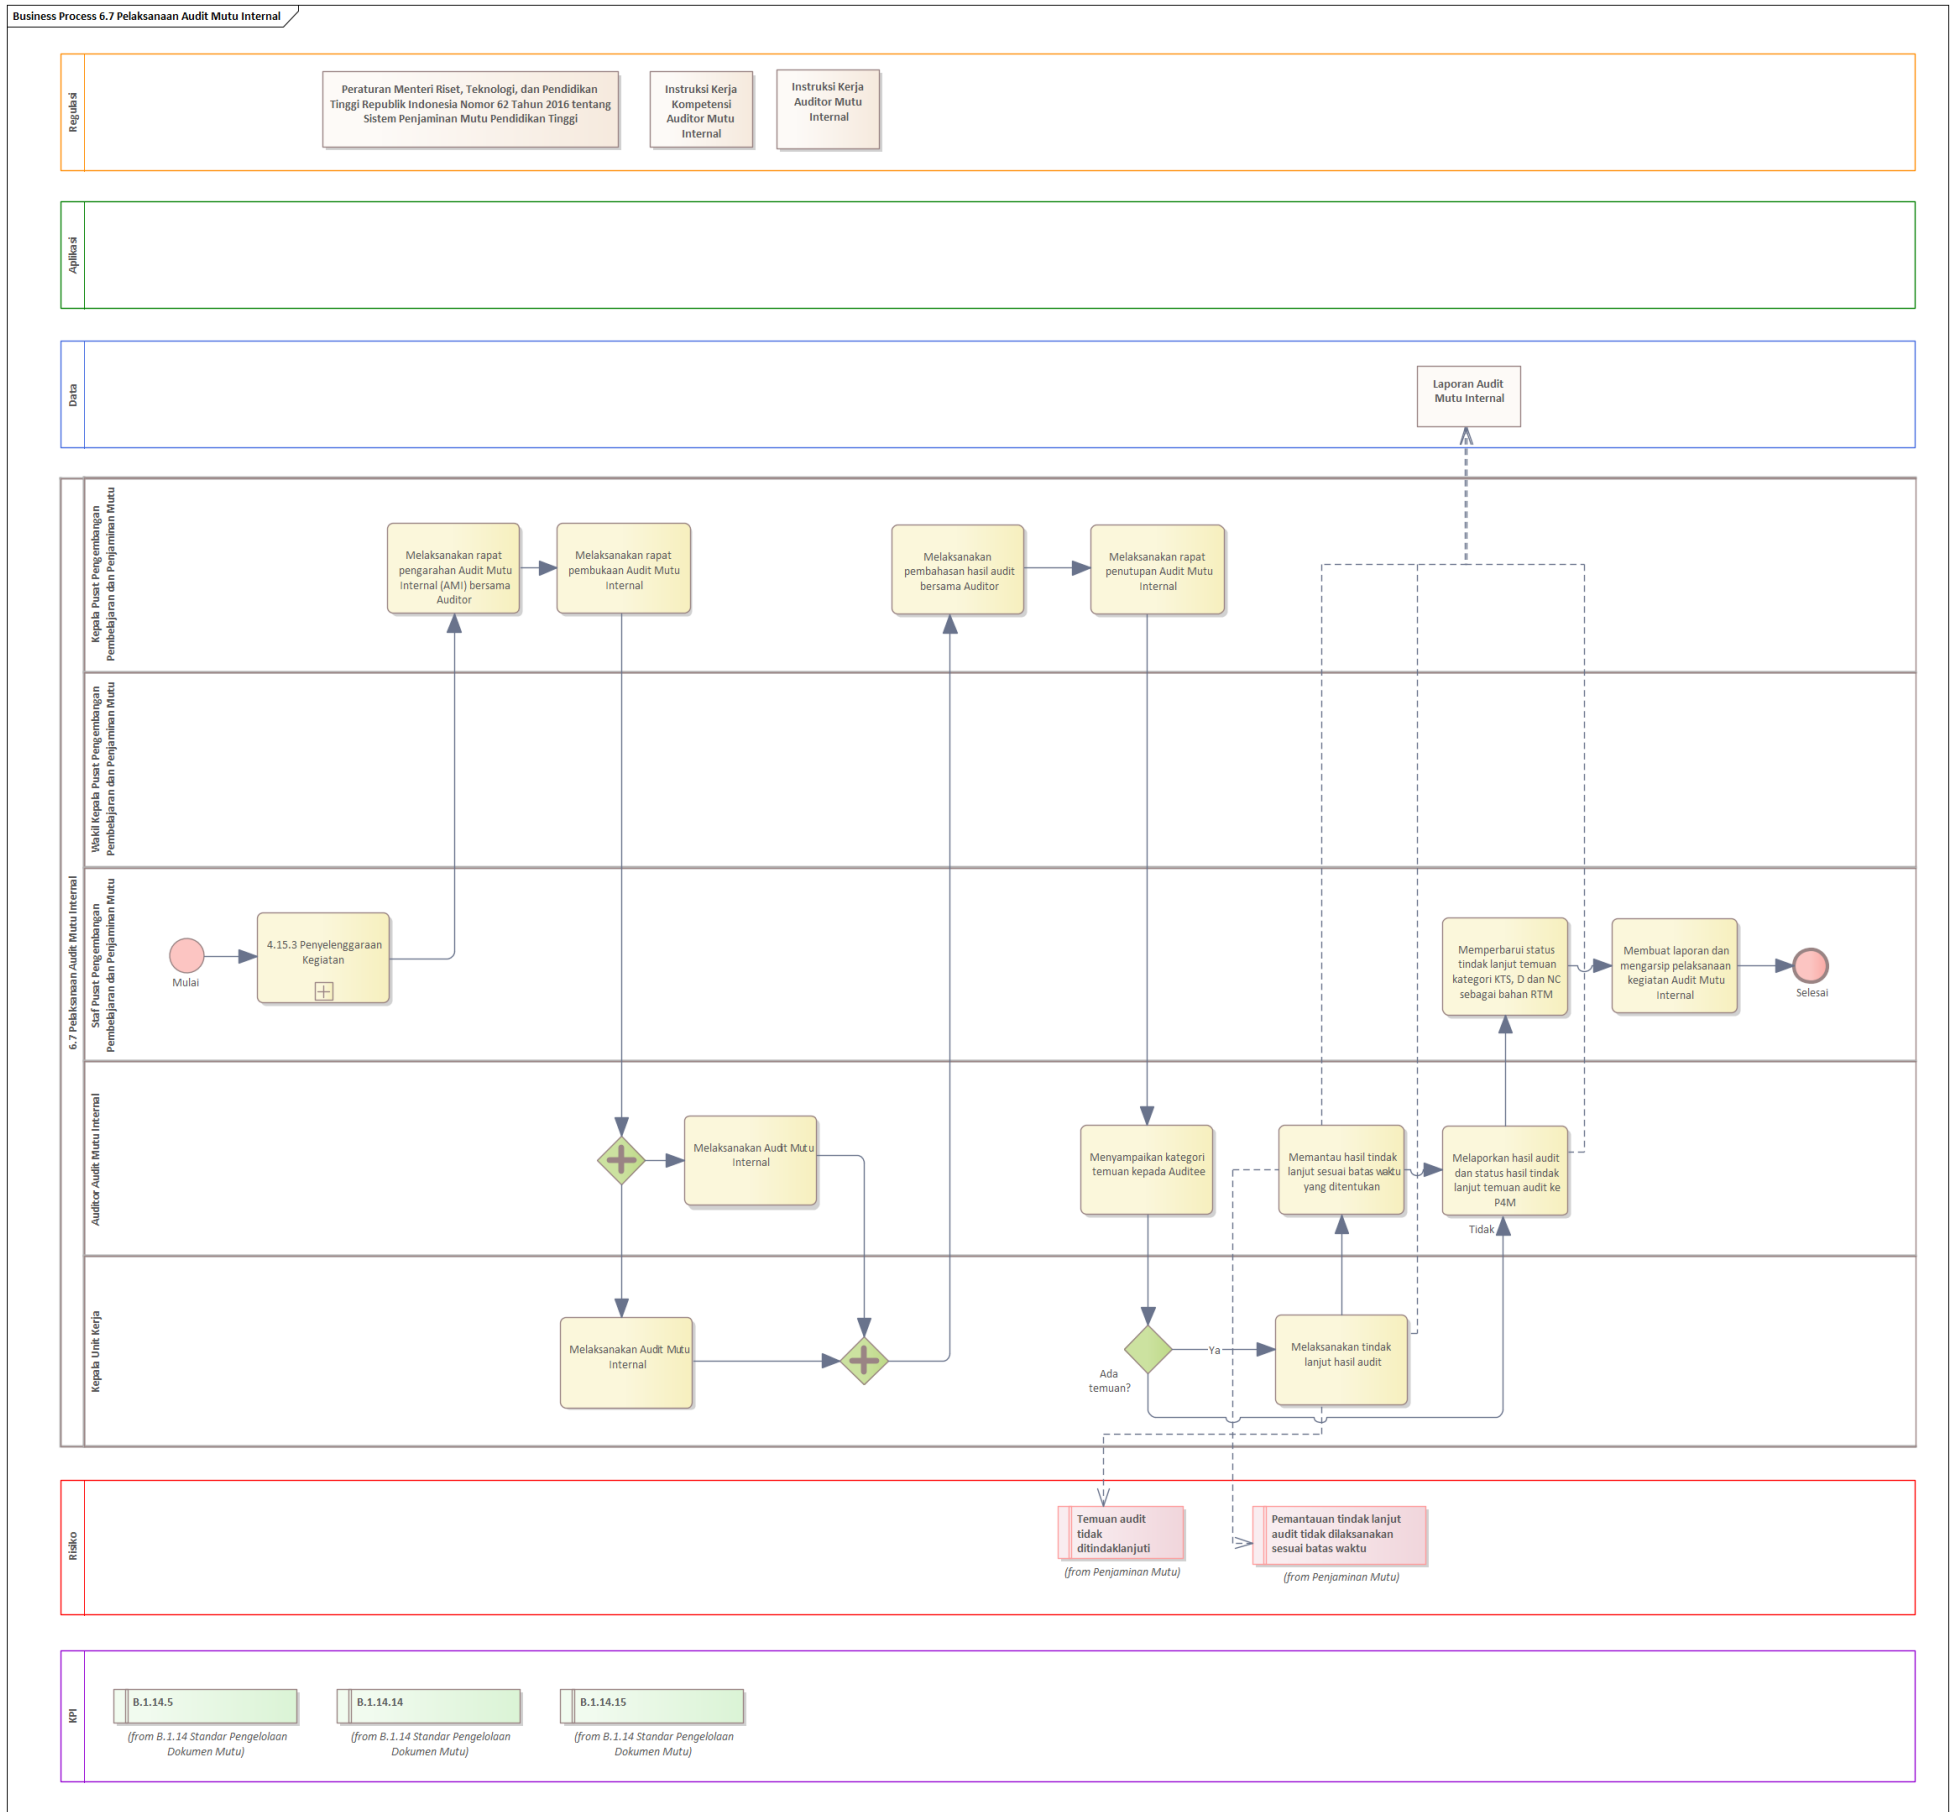 Business Process 6.7 Pelaksanaan Audit Mutu Internal
Regulasi
Peraturan Menteri Riset, Teknologi, dan Pendidikan
Tinggi Republik Indonesia Nomor 62 Tahun 2016 tentang
Sistem Penjaminan Mutu Pendidikan Tinggi
Instruksi Kerja
Kompetensi
Auditor Mutu
Internal
Instruksi Kerja
Auditor Mutu
Internal
Aplikasi
Data
Laporan Audit
Mutu Internal
6.7 Pelaksanaan Audit Mutu Internal
Kepala Pusat Pengembangan
Pembelajaran dan Penjaminan Mutu
Melaksanakan rapat
pengarahan Audit Mutu
Internal (AMI) bersama
Auditor
Melaksanakan rapat
pembukaan Audit Mutu
Internal
Melaksanakan
pembahasan hasil audit
bersama Auditor
Melaksanakan rapat
penutupan Audit Mutu
Internal
Wakil Kepala Pusat Pengembangan
Pembelajaran dan Penjaminan Mutu
Staf Pusat Pengembangan
Pembelajaran dan Penjaminan Mutu
Mulai
4.15.3 Penyelenggaraan
Kegiatan
Memperbarui status
tindak lanjut temuan
kategori KTS, D dan NC
sebagai bahan RTM
Membuat laporan dan
mengarsip pelaksanaan
kegiatan Audit Mutu
Internal
Selesai
Auditor Audit Mutu Internal
Melaksanakan Audit Mutu
Internal
Menyampaikan kategori
temuan kepada Auditee
Memantau hasil tindak
lanjut sesuai batas waktu
yang ditentukan
Melaporkan hasil audit
dan status hasil tindak
lanjut temuan audit ke
P4M
Tidak
Kepala Unit Kerja
Melaksanakan Audit Mutu
Internal
Ada
temuan?
Ya
Melaksanakan tindak
lanjut hasil audit
Risiko
Temuan audit
tidak
ditindaklanjuti
(from Penjaminan Mutu)
Pemantauan tindak lanjut
audit tidak dilaksanakan
sesuai batas waktu
(from Penjaminan Mutu)
KPI
B.1.14.5
(from B.1.14 Standar Pengelolaan
Dokumen Mutu)
B.1.14.14
(from B.1.14 Standar Pengelolaan
Dokumen Mutu)
B.1.14.15
(from B.1.14 Standar Pengelolaan
Dokumen Mutu)